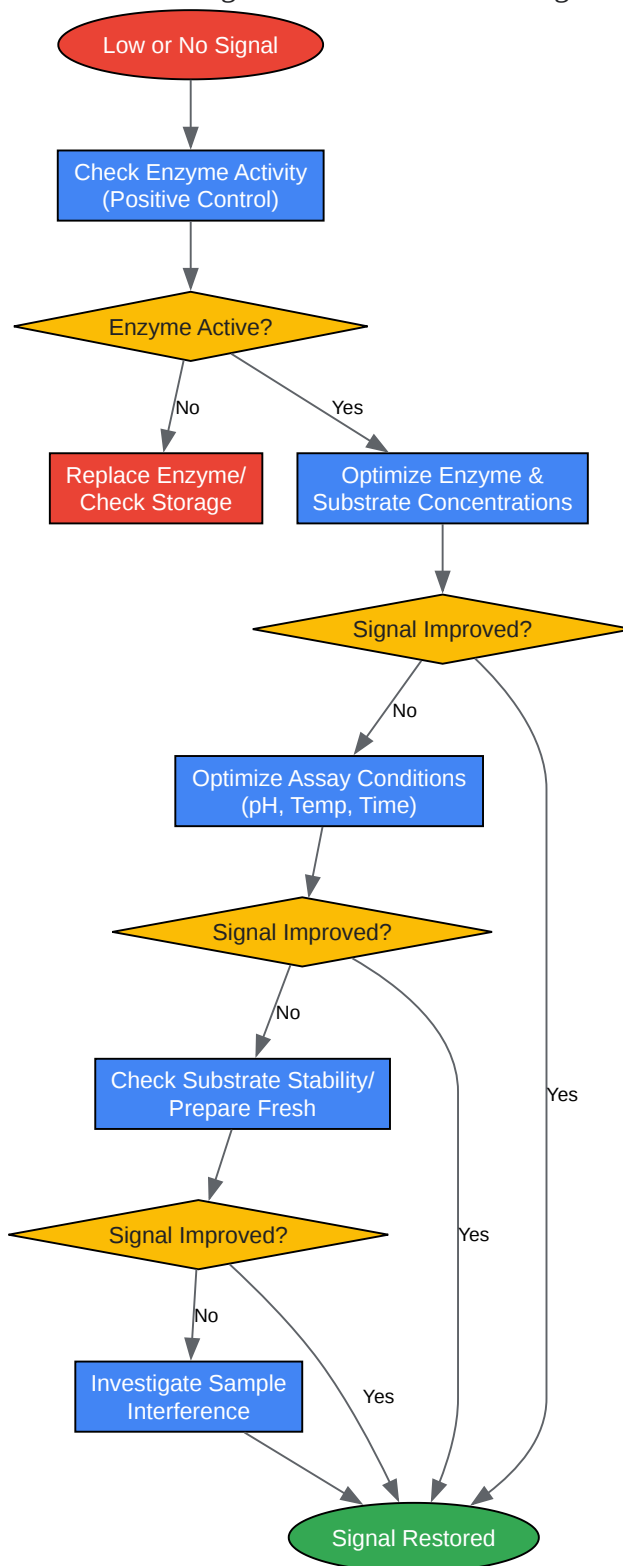 Low or No Signal
Check Enzyme Activity
(Positive Control)
Enzyme Active?
No
Yes
Replace Enzyme/
Check Storage
Optimize Enzyme &
Substrate Concentrations
Signal Improved?
No
Optimize Assay Conditions
(pH, Temp, Time)
Signal Improved?
No
Check Substrate Stability/
Prepare Fresh
Yes
Signal Improved?
Yes
No
Investigate Sample
Interference
Yes
Signal Restored